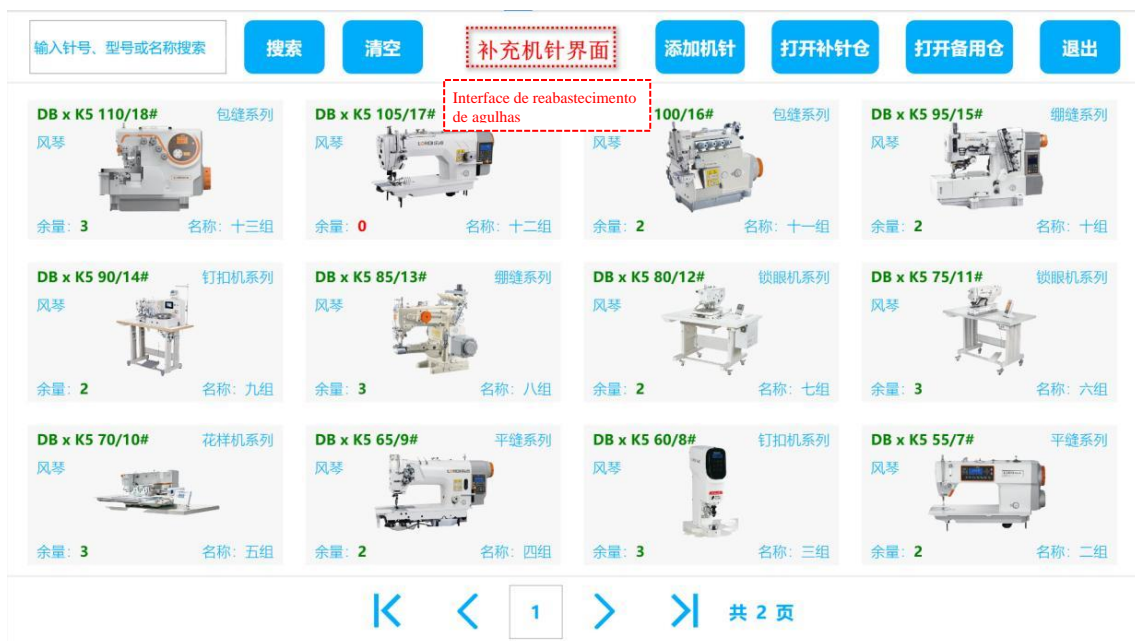 输入针号、型号或名称搜索
搜索
清空
补充机针界面
添加机针
打开补针仓
打开备用仓
退出
Interface de reabastecimento
de agulhas
DB x K5 110/18#
包缝系列
风琴
余量: 3
名称: 十三组
DB x K5 105/17#
风琴
余量: 0
名称: 十二组
100/16#
包缝系列
风琴
余量: 2
名称: 十一组
DB x K5 95/15#
绷缝系列
风琴
余量: 2
名称: 十组
DB x K5 90/14#
钉扣机系列
风琴
余量: 2
名称: 九组
DB x K5 85/13#
绷缝系列
风琴
余量: 3
名称: 八组
DB x K5 80/12#
锁眼机系列
风琴
余量: 2
名称: 七组
DB x K5 75/11#
锁眼机系列
风琴
余量: 3
名称: 六组
DB x K5 70/10#
花样机系列
风琴
余量: 3
名称: 五组
DB x K5 65/9#
平缝系列
风琴
余量: 2
名称: 四组
DB x K5 60/8#
钉扣机系列
风琴
余量: 3
名称: 三组
DB x K5 55/7#
平缝系列
风琴
余量: 2
名称: 二组
1
共 2 页